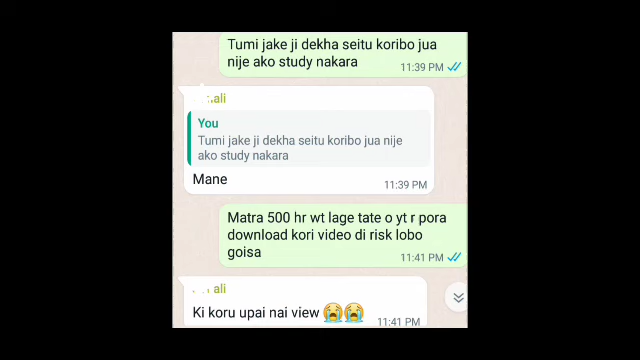 Tumi jake ji dekha seitu koribo jua
nije ako study nakara
11:39 PM
ali
You
Tumi jake ji dekha seitu koribo jua nije
ako study nakara
Mane
11:39 PM
Matra 500 hr wt lage tate o yt r pora
download kori video di risk lobo
goisa
11:41 PM
ali
Ki koru upai nai view 😭😭
11:41 PM